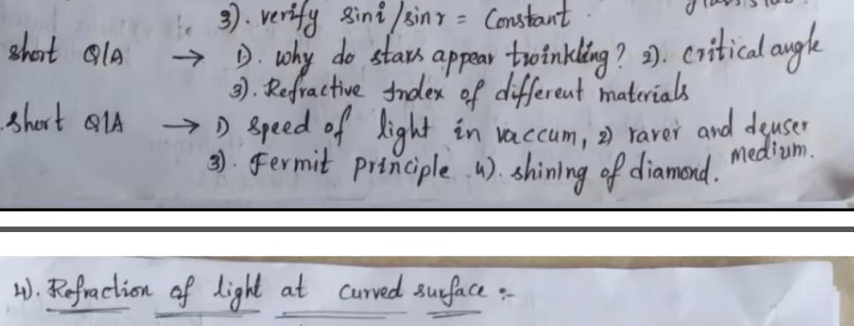 3). verify sini/sinr = Constant.
short Q/A → 1). why do stars appear twinkling? 2). critical angle
3). Refractive Index of different materials
short Q/A → 1) speed of light in vaccum, 2) rarer and denser medium.
3). Fermit principle 4). shining of diamond.
4). Refraction of light at curved surface :-